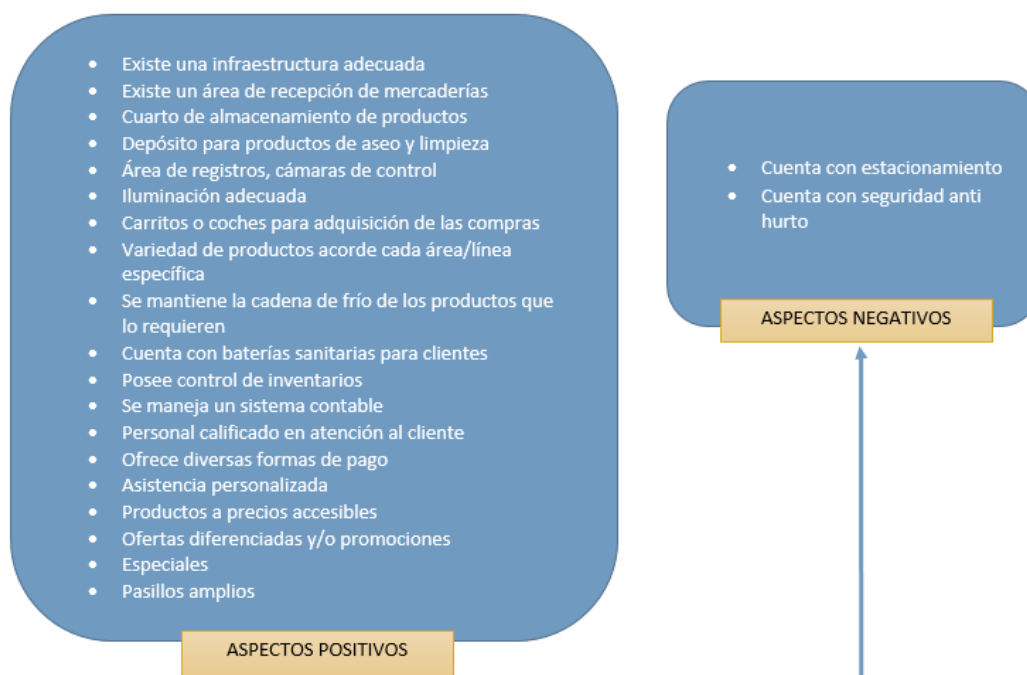 Existe una infraestructura adecuada
Existe un área de recepción de mercaderías
Cuarto de almacenamiento de productos
Depósito para productos de aseo y limpieza
Área de registros, cámaras de control
Iluminación adecuada
Carritos o coches para adquisición de las compras
Variedad de productos acorde cada área/línea
específica
Se mantiene la cadena de frío de los productos que
lo requieren
Cuenta con baterías sanitarias para clientes
Posee control de inventarios
Se maneja un sistema contable
Personal calificado en atención al cliente
Ofrece diversas formas de pago
Asistencia personalizada
Productos a precios accesibles
Ofertas diferenciadas y/o promociones
Especiales
Pasillos amplios
ASPECTOS POSITIVOS
Cuenta con estacionamiento
Cuenta con seguridad anti
hurto
ASPECTOS NEGATIVOS